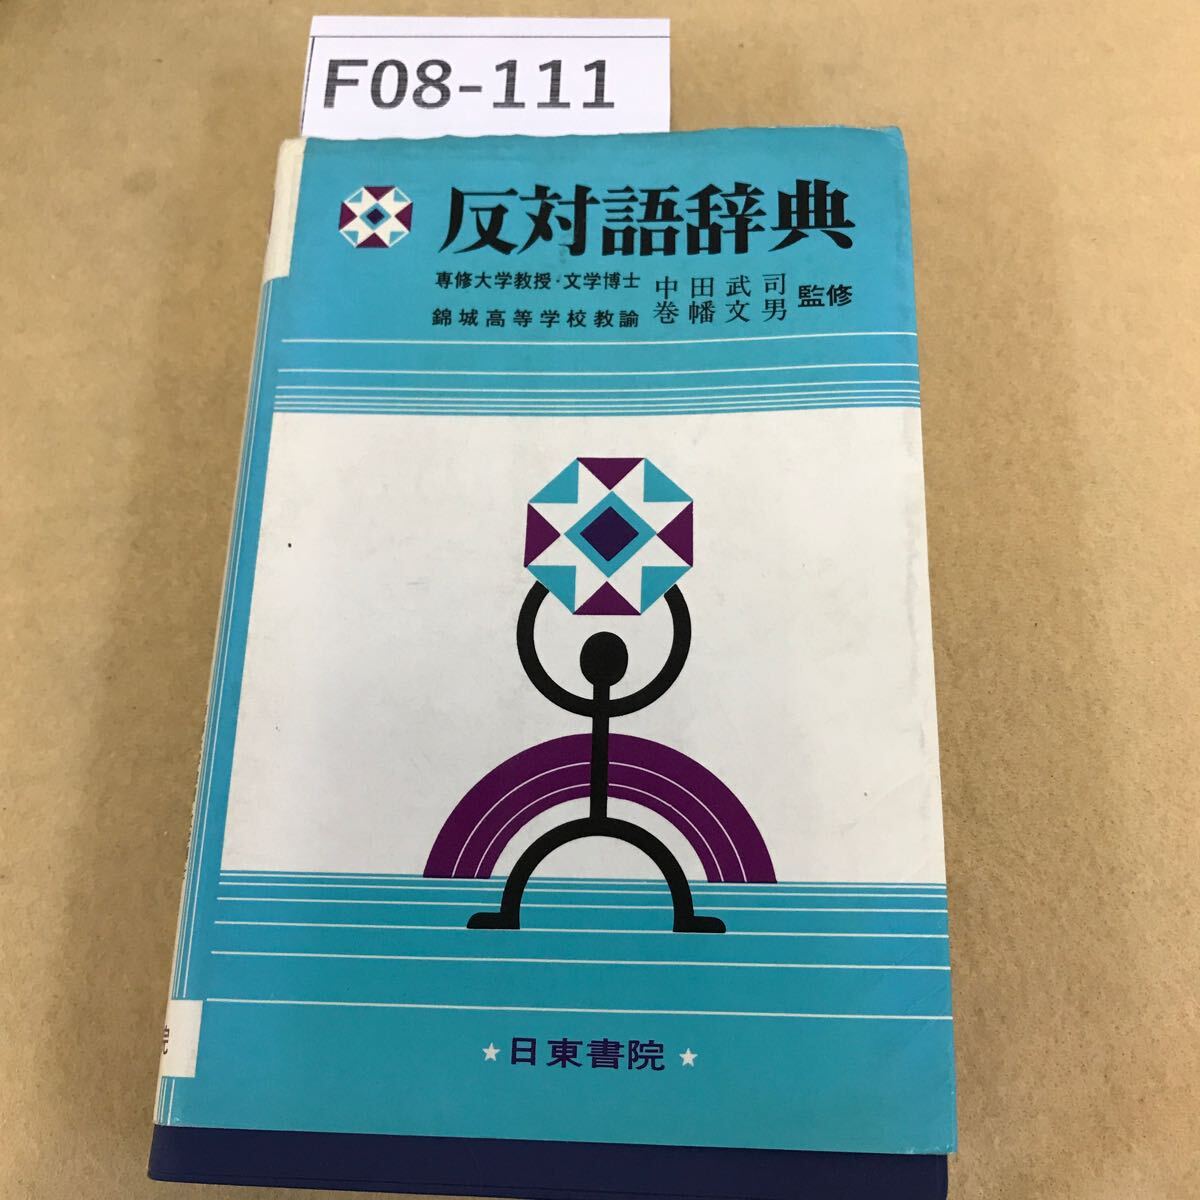 F08-111
反対語辞典
専修大学教授・文学博士 中田武司
錦城高等学校教諭 巻幡文男
監修
★日東書院★
院